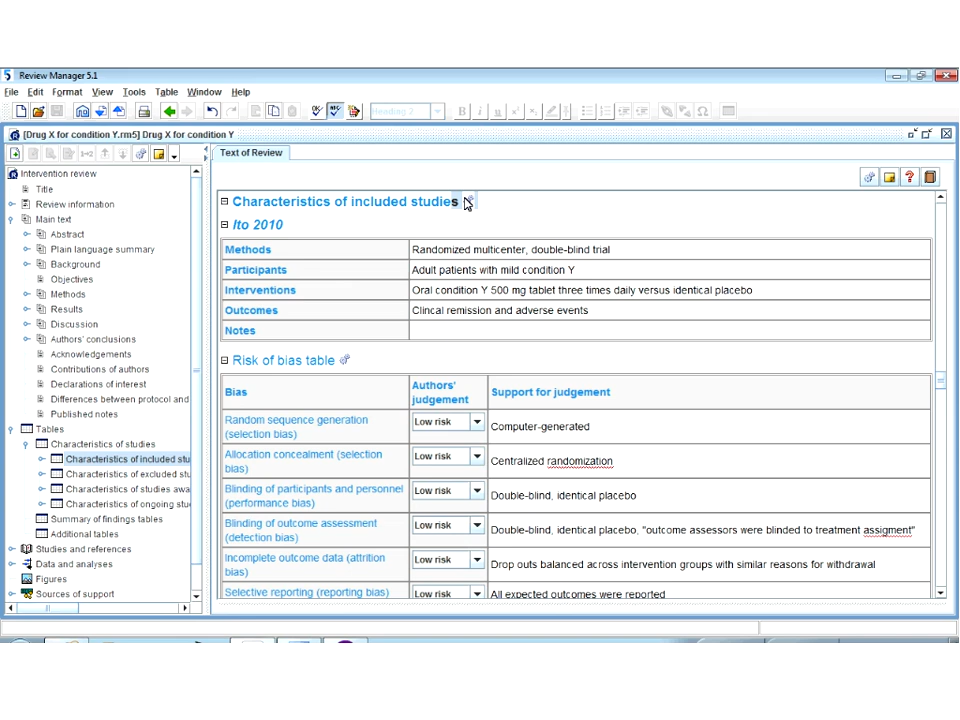 Review Manager 5.1
File Edit Format View Tools Table Window Help
Heading 2
[Drug X for condition Y.rm5] Drug X for condition Y
Text of Review
Intervention review
Title
Review information
Main text
Abstract
Plain language summary
Background
Objectives
Methods
Results
Discussion
Authors' conclusions
Acknowledgements
Contributions of authors
Declarations of interest
Differences between protocol and
Published notes
Tables
Characteristics of studies
Characteristics of included stu
Characteristics of excluded stu
Characteristics of studies awa
Characteristics of ongoing stu
Summary of findings tables
Additional tables
Studies and references
Data and analyses
Figures
Sources of support
Characteristics of included studies
Ito 2010
Methods Randomized multicenter, double-blind trial
Participants Adult patients with mild condition Y
Interventions Oral condition Y 500 mg tablet three times daily versus identical placebo
Outcomes Clincal remission and adverse events
Notes
Risk of bias table
Bias Authors' judgement Support for judgement
Random sequence generation (selection bias) Low risk Computer-generated
Allocation concealment (selection bias) Low risk Centralized randomization
Blinding of participants and personnel (performance bias) Low risk Double-blind, identical placebo
Blinding of outcome assessment (detection bias) Low risk Double-blind, identical placebo, "outcome assessors were blinded to treatment assigment"
Incomplete outcome data (attrition bias) Low risk Drop outs balanced across intervention groups with similar reasons for withdrawal
Selective reporting (reporting bias) Low risk All expected outcomes were reported